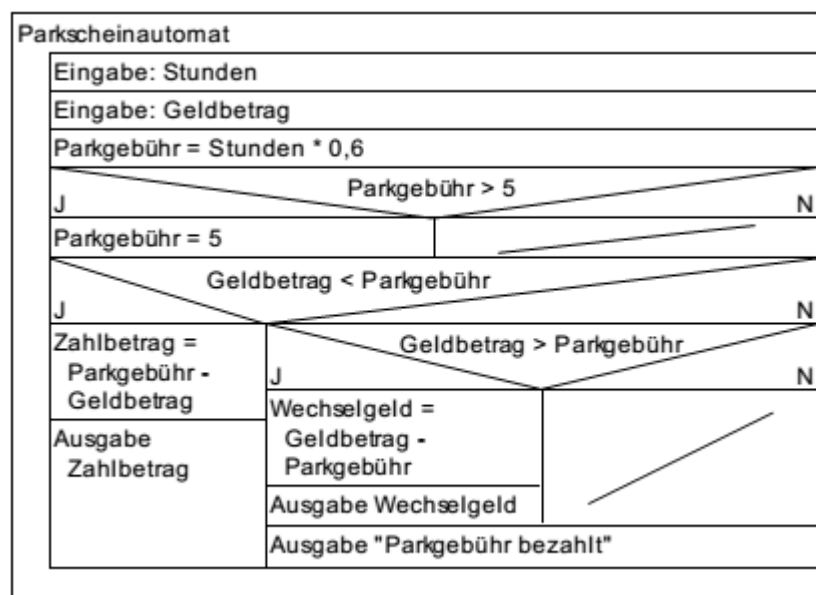 Parkscheinautomat
Eingabe: Stunden
Eingabe: Geldbetrag
Parkgebühr = Stunden * 0,6
Parkgebühr > 5
J
N
Parkgebühr = 5
Geldbetrag < Parkgebühr
J
N
Zahlbetrag =
Parkgebühr -
Geldbetrag
Ausgabe
Zahlbetrag
Geldbetrag > Parkgebühr
J
N
Wechselgeld =
Geldbetrag -
Parkgebühr
Ausgabe Wechselgeld
Ausgabe "Parkgebühr bezahlt"